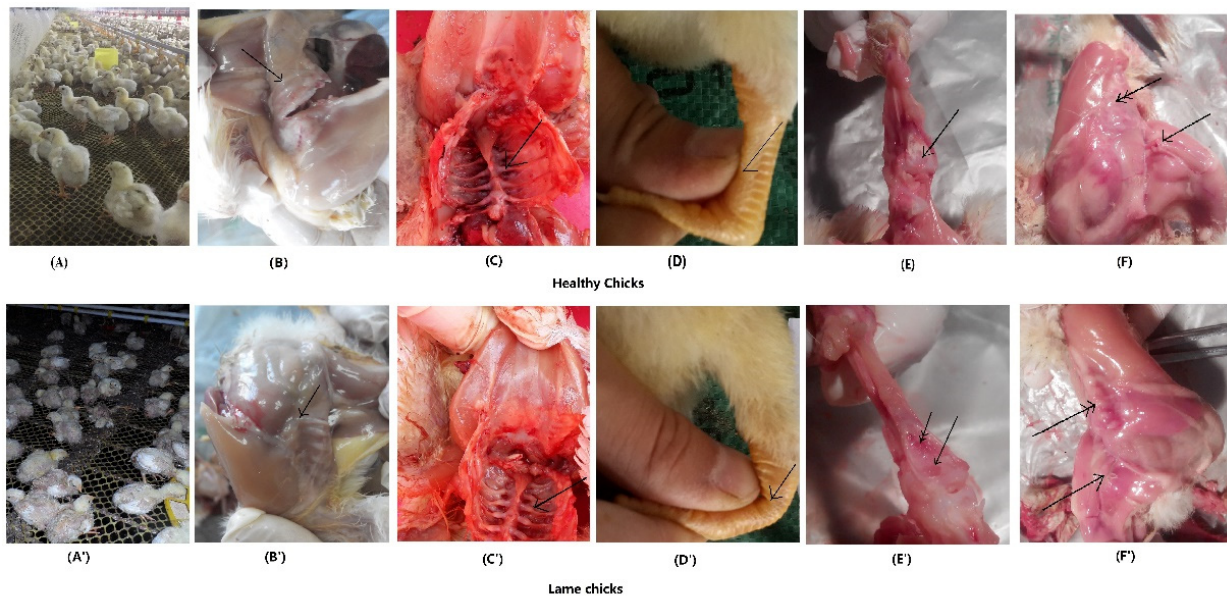 (A)
(B)
(C)
(D)
(E)
(F)
Healthy Chicks
(A')
(B')
(C')
(D')
(E')
(F')
Lame chicks